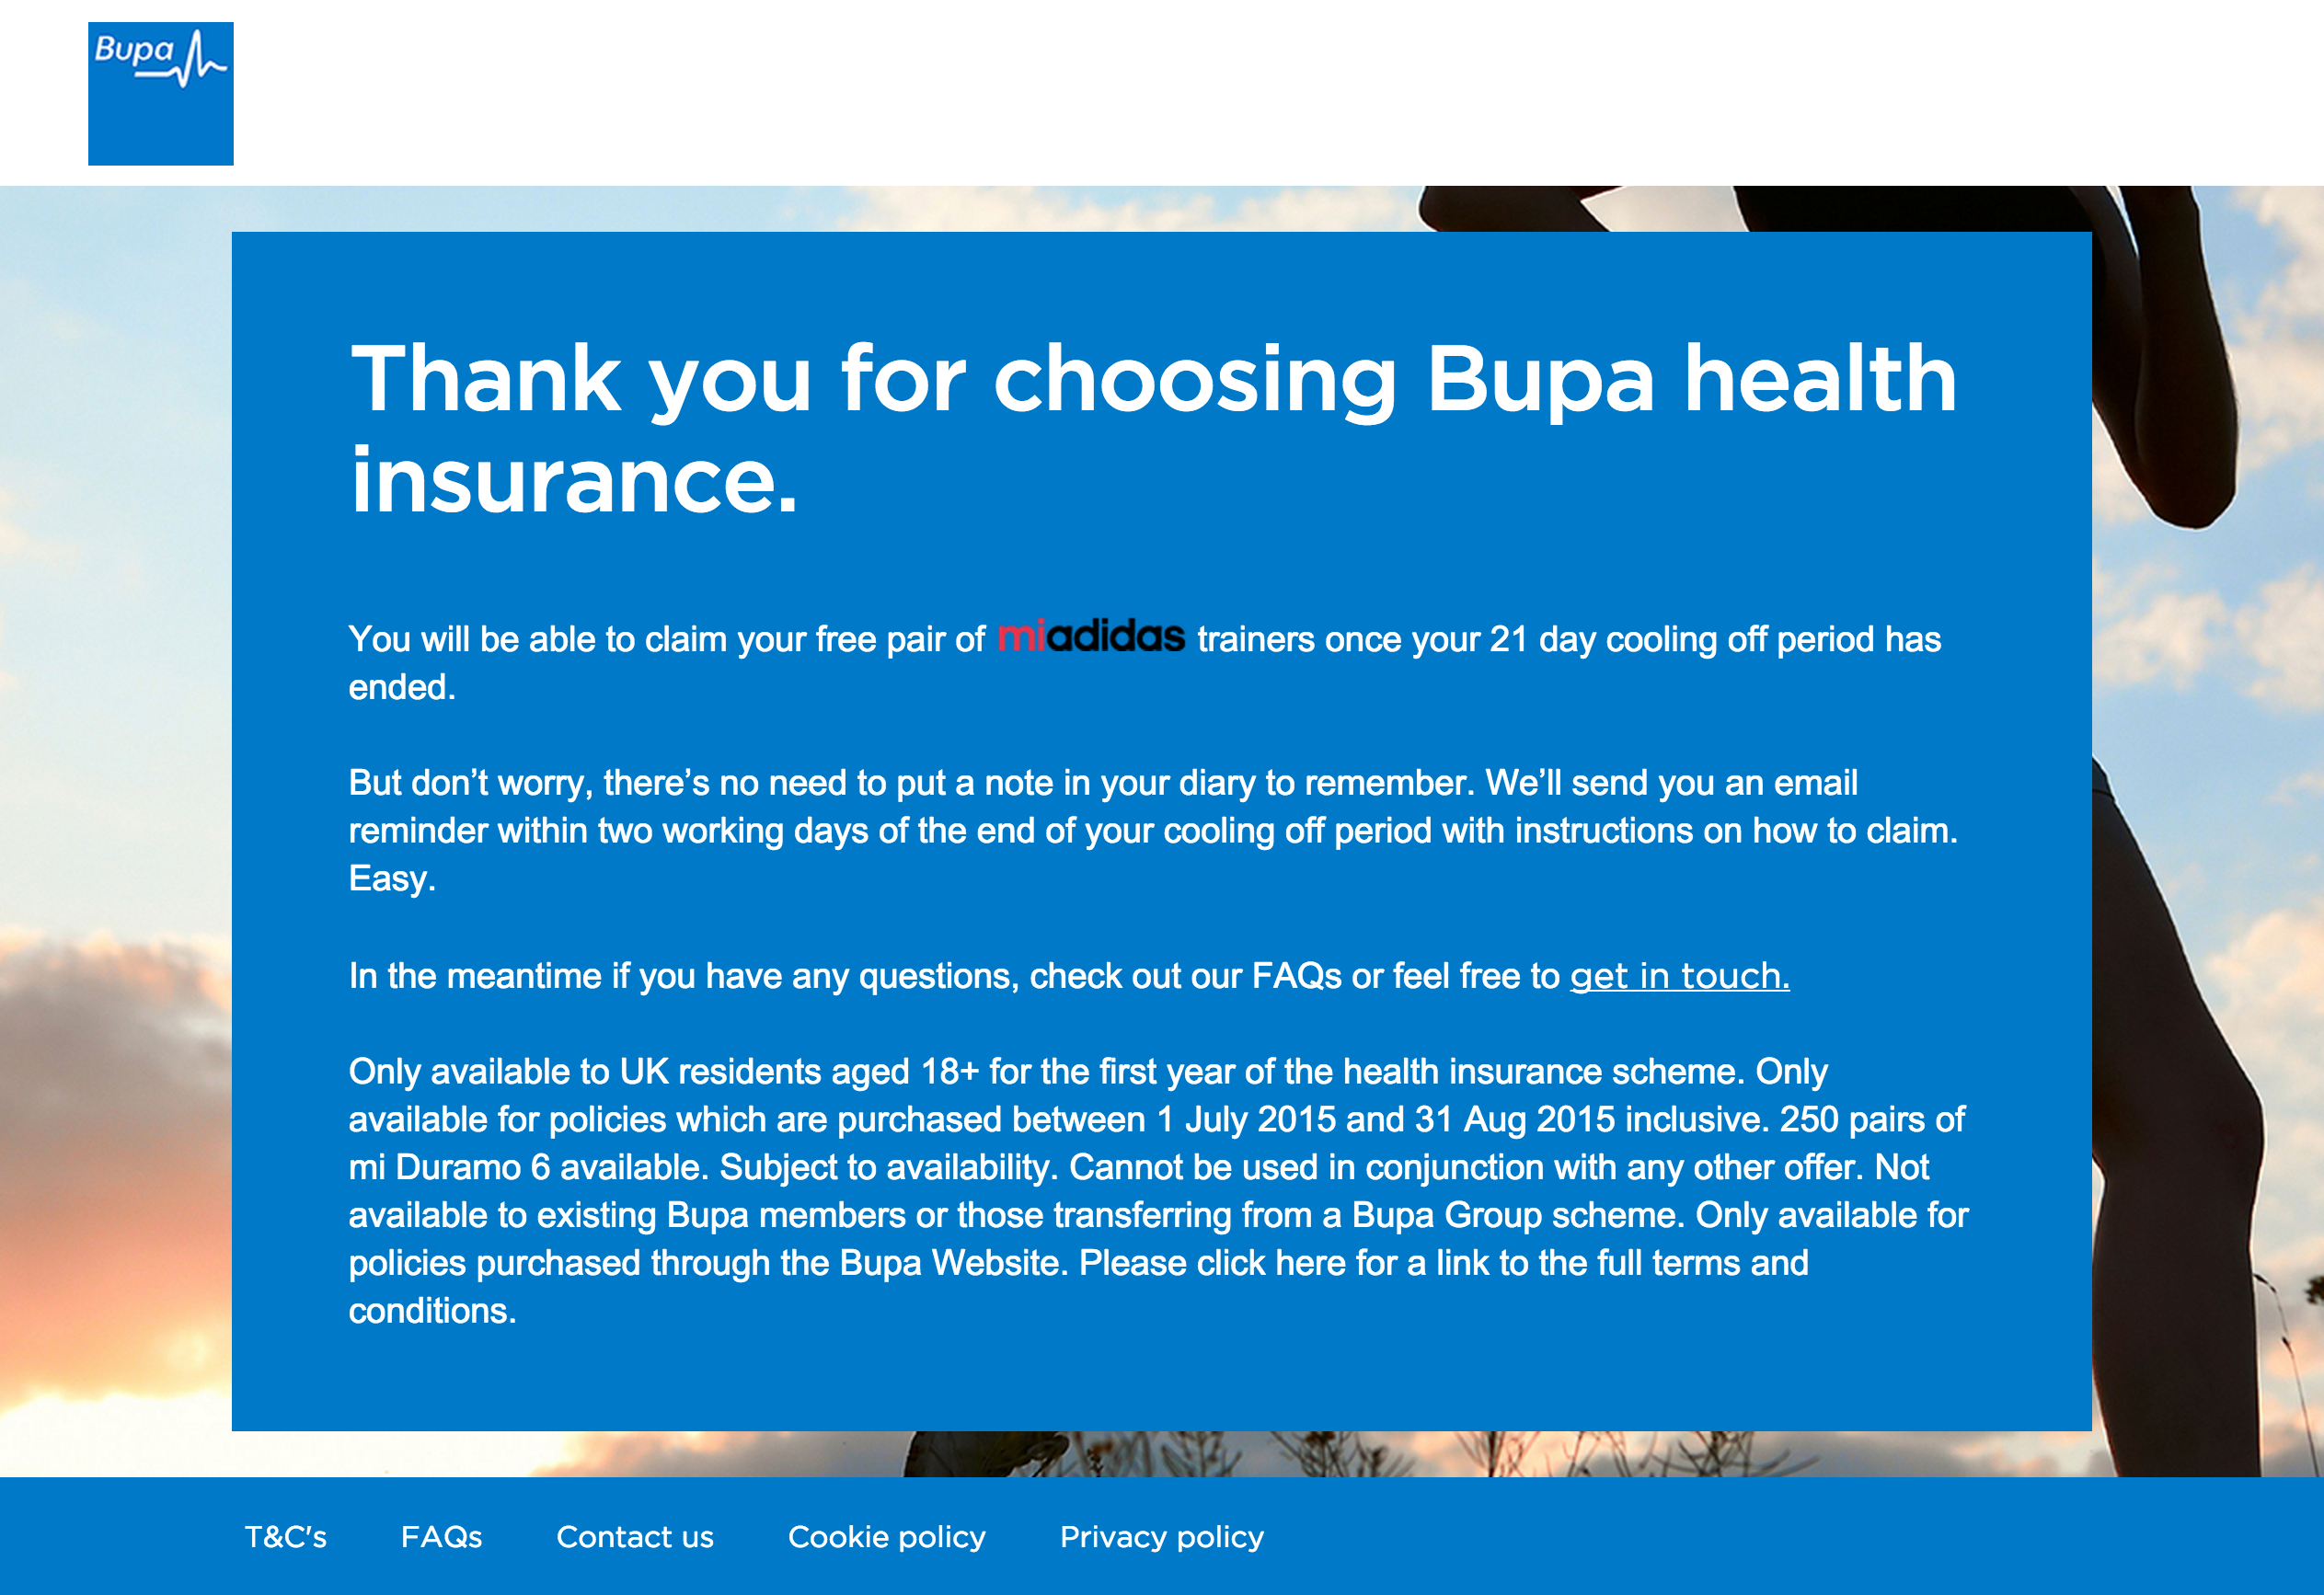 Bupa
Thank you for choosing Bupa health
insurance.
You will be able to claim your free pair of miadidas trainers once your 21 day cooling off period has
ended.
But don’t worry, there’s no need to put a note in your diary to remember. We’ll send you an email
reminder within two working days of the end of your cooling off period with instructions on how to claim.
Easy.
In the meantime if you have any questions, check out our FAQs or feel free to get in touch.
Only available to UK residents aged 18+ for the first year of the health insurance scheme. Only
available for policies which are purchased between 1 July 2015 and 31 Aug 2015 inclusive. 250 pairs of
mi Duramo 6 available. Subject to availability. Cannot be used in conjunction with any other offer. Not
available to existing Bupa members or those transferring from a Bupa Group scheme. Only available for
policies purchased through the Bupa Website. Please click here for a link to the full terms and
conditions.
T&C's FAQs Contact us Cookie policy Privacy policy